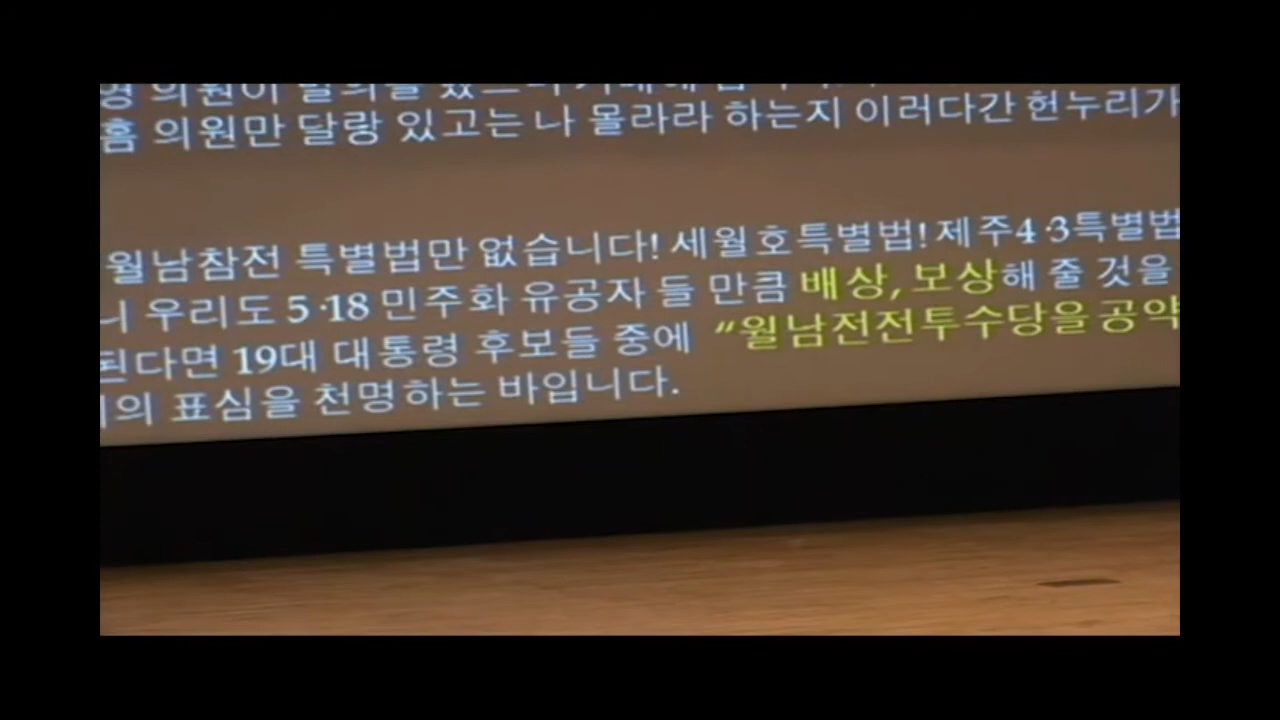 의원이
의원만 달랑 있고는 나 몰라라 하는지 이러다간 헌누리가
월남참전 특별법만 없습니다! 세월호특별법! 제주4·3특별법
우리도 5·18 민주화 유공자 들 만큼 배상, 보상해 줄 것을
된다면 19대 대통령 후보들 중에 "월남전전투수당을 공약
의 표심을 천명하는 바입니다.